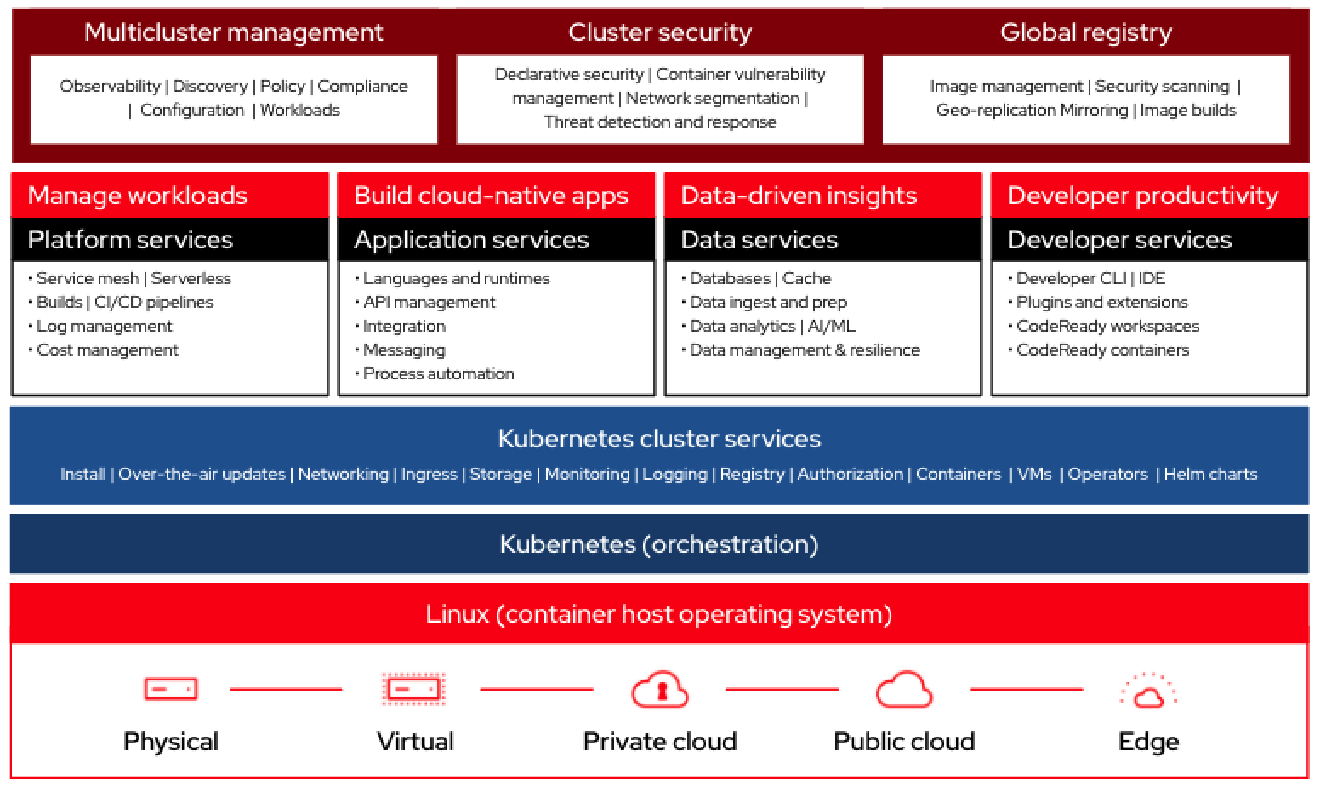 Multicluster management
Observability | Discovery | Policy | Compliance
| Configuration | Workloads
Cluster security
Declarative security | Container vulnerability
management | Network segmentation |
Threat detection and response
Global registry
Image management | Security scanning |
Geo-replication Mirroring | Image builds
Manage workloads
Platform services
• Service mesh | Serverless
• Builds | CI/CD pipelines
• Log management
• Cost management
Build cloud-native apps
Application services
• Languages and runtimes
• API management
• Integration
• Messaging
• Process automation
Data-driven insights
Data services
• Databases | Cache
• Data ingest and prep
• Data analytics | AI/ML
• Data management & resilience
Developer productivity
Developer services
• Developer CLI | IDE
• Plugins and extensions
• CodeReady workspaces
• CodeReady containers
Kubernetes cluster services
Install | Over-the-air updates | Networking | Ingress | Storage | Monitoring | Logging | Registry | Authorization | Containers | VMs | Operators | Helm charts
Kubernetes (orchestration)
Linux (container host operating system)
Physical
Virtual
Private cloud
Public cloud
Edge